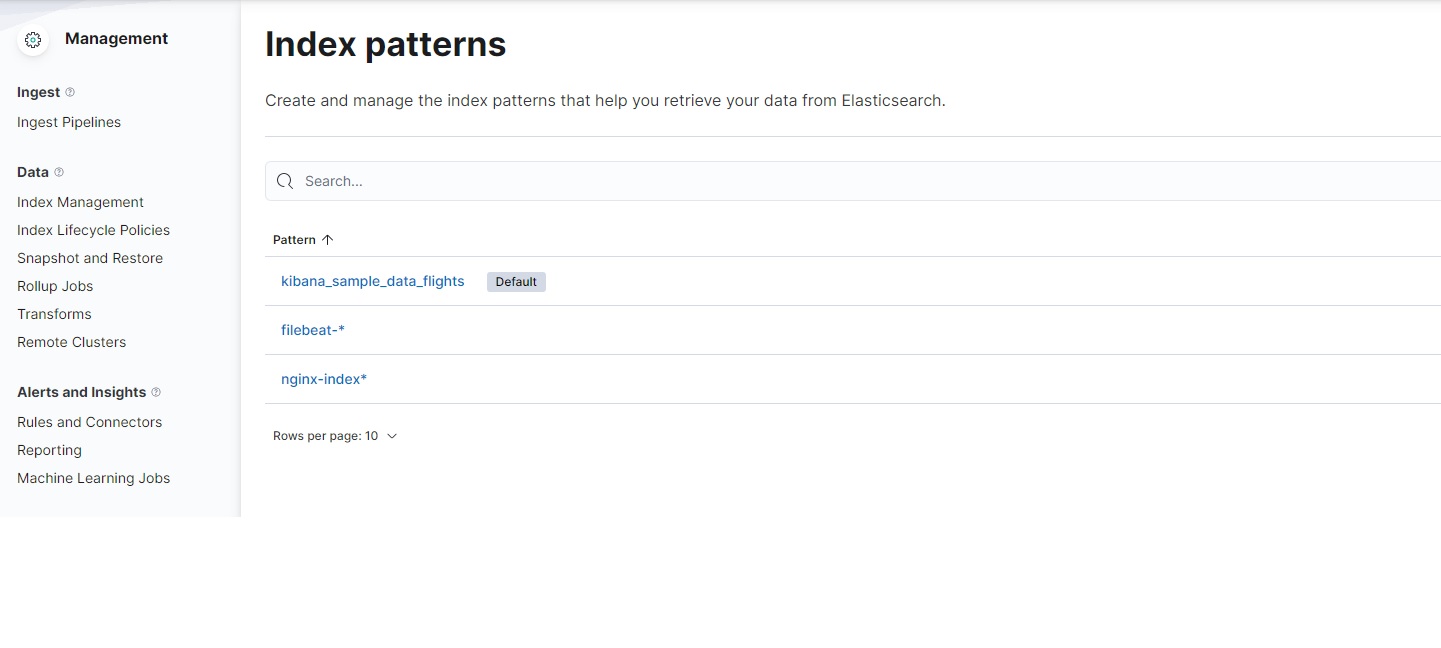 Management
Ingest
Ingest Pipelines
Data
Index Management
Index Lifecycle Policies
Snapshot and Restore
Rollup Jobs
Transforms
Remote Clusters
Alerts and Insights
Rules and Connectors
Reporting
Machine Learning Jobs
Index patterns
Create and manage the index patterns that help you retrieve your data from Elasticsearch.
Search...
Pattern
kibana_sample_data_flights Default
filebeat-*
nginx-index*
Rows per page: 10